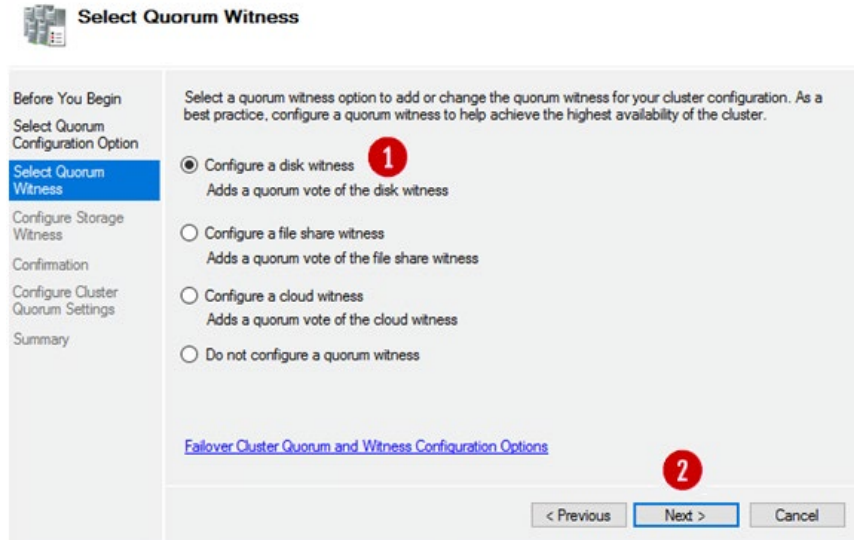 Select Quorum Witness
Before You Begin
Select Quorum
Configuration Option
Select Quorum
Witness
Configure Storage
Witness
Confirmation
Configure Cluster
Quorum Settings
Summary
Select a quorum witness option to add or change the quorum witness for your cluster configuration. As a
best practice, configure a quorum witness to help achieve the highest availability of the cluster.
Configure a disk witness 1
Adds a quorum vote of the disk witness
Configure a file share witness
Adds a quorum vote of the file share witness
Configure a cloud witness
Adds a quorum vote of the cloud witness
Do not configure a quorum witness
Failover Cluster Quorum and Witness Configuration Options
2
< Previous Next > Cancel